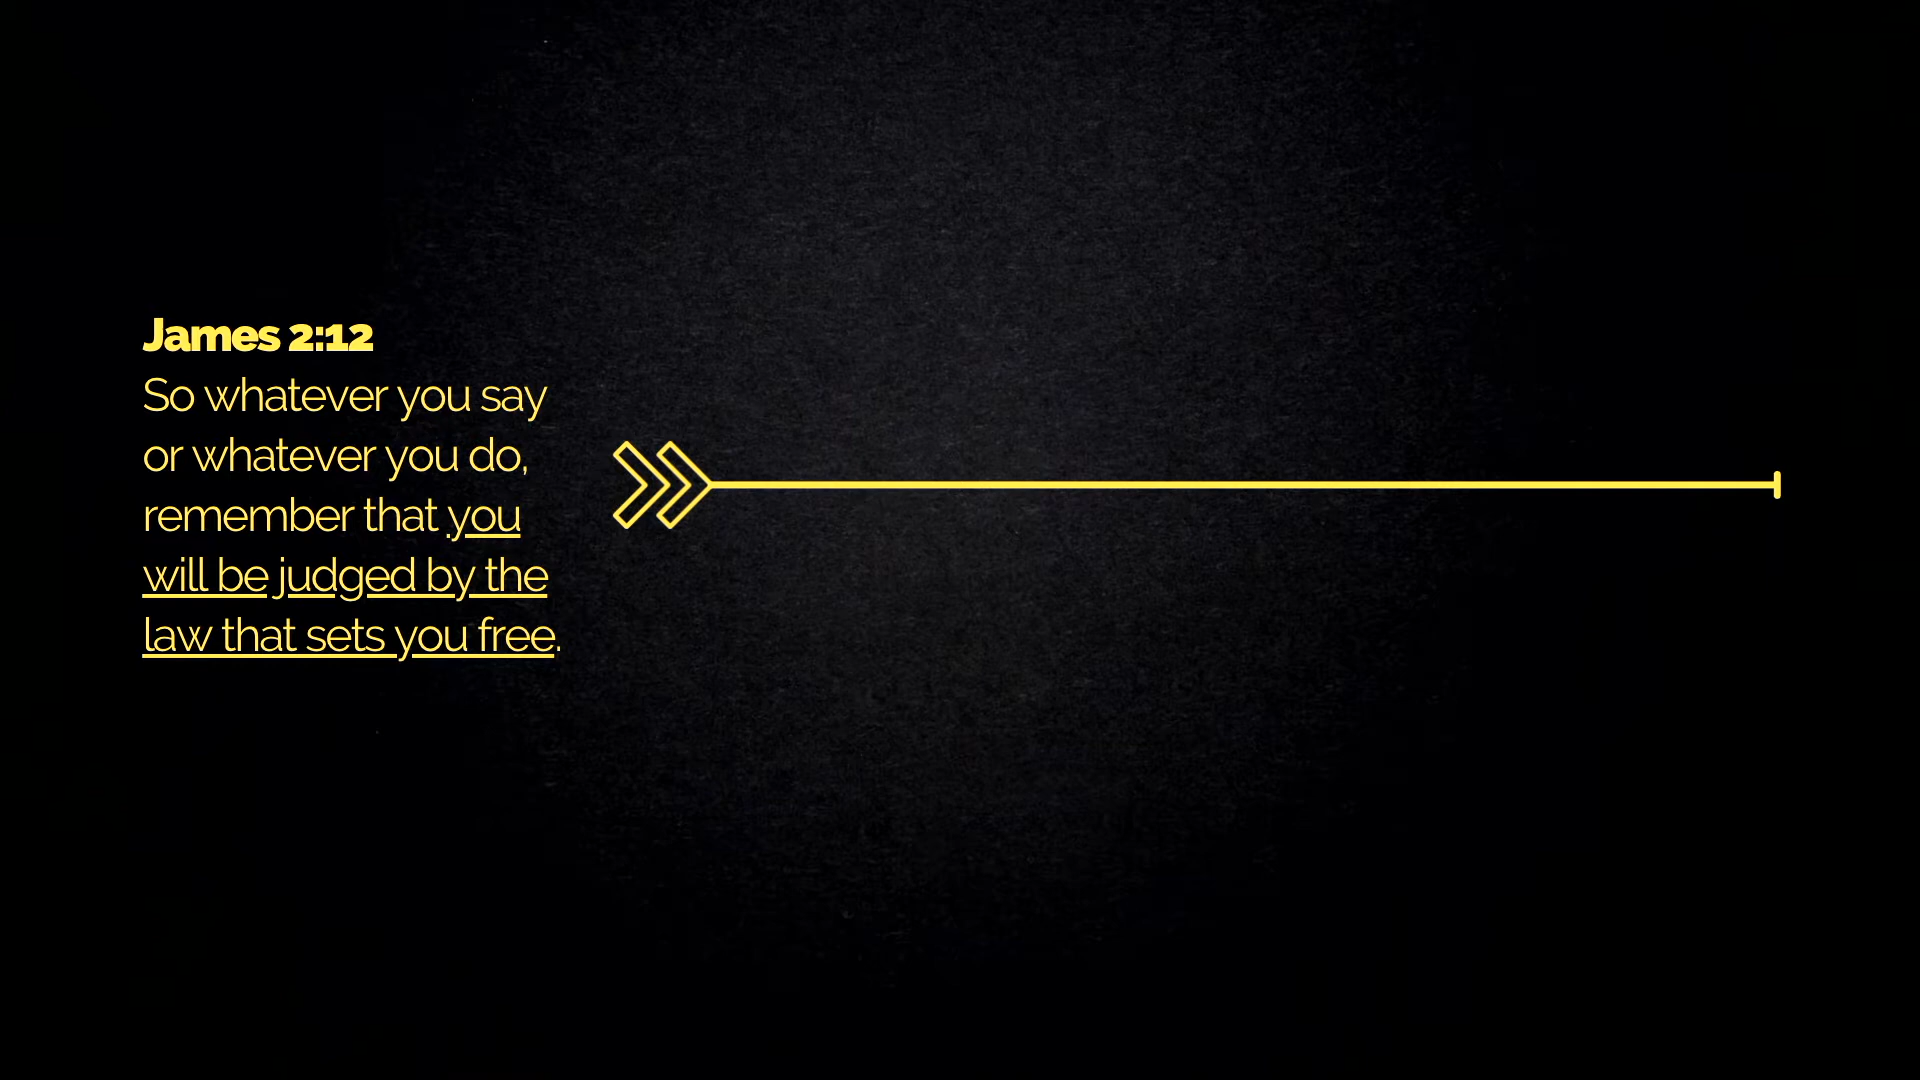 James 2:12
So whatever you say
or whatever you do,
remember that you
will be judged by the
law that sets you free.